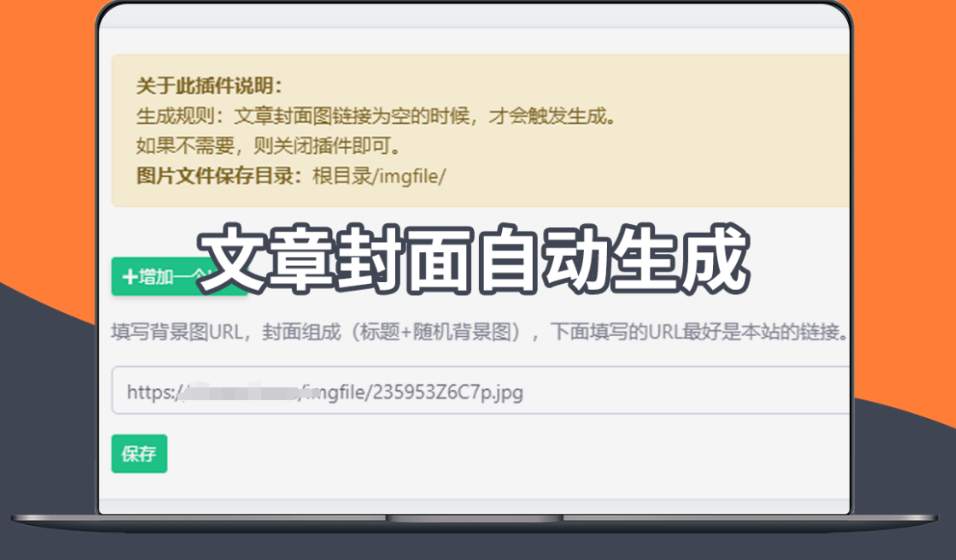 关于此插件说明：
生成规则：文章封面图链接为空的时候，才会触发生成。
如果不需要，则关闭插件即可。
图片文件保存目录：根目录/imgfile/
文章封面自动生成
+增加一个
填写背景图URL，封面组成（标题+随机背景图），下面填写的URL最好是本站的链接。
https:/ /imgfile/235953Z6C7p.jpg
保存